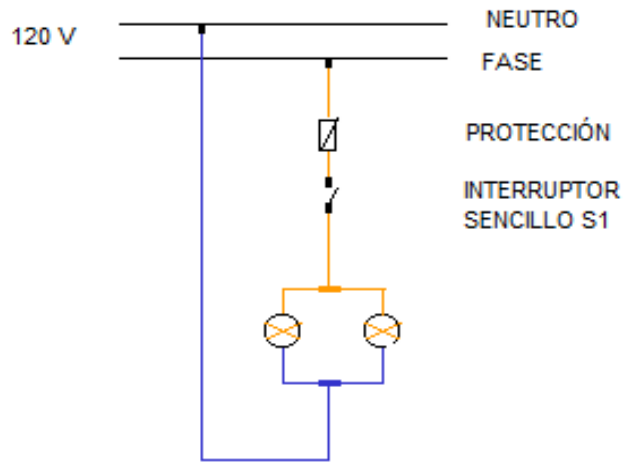 NEUTRO
120 V
FASE
PROTECCIÓN
INTERRUPTOR
SENCILLO S1